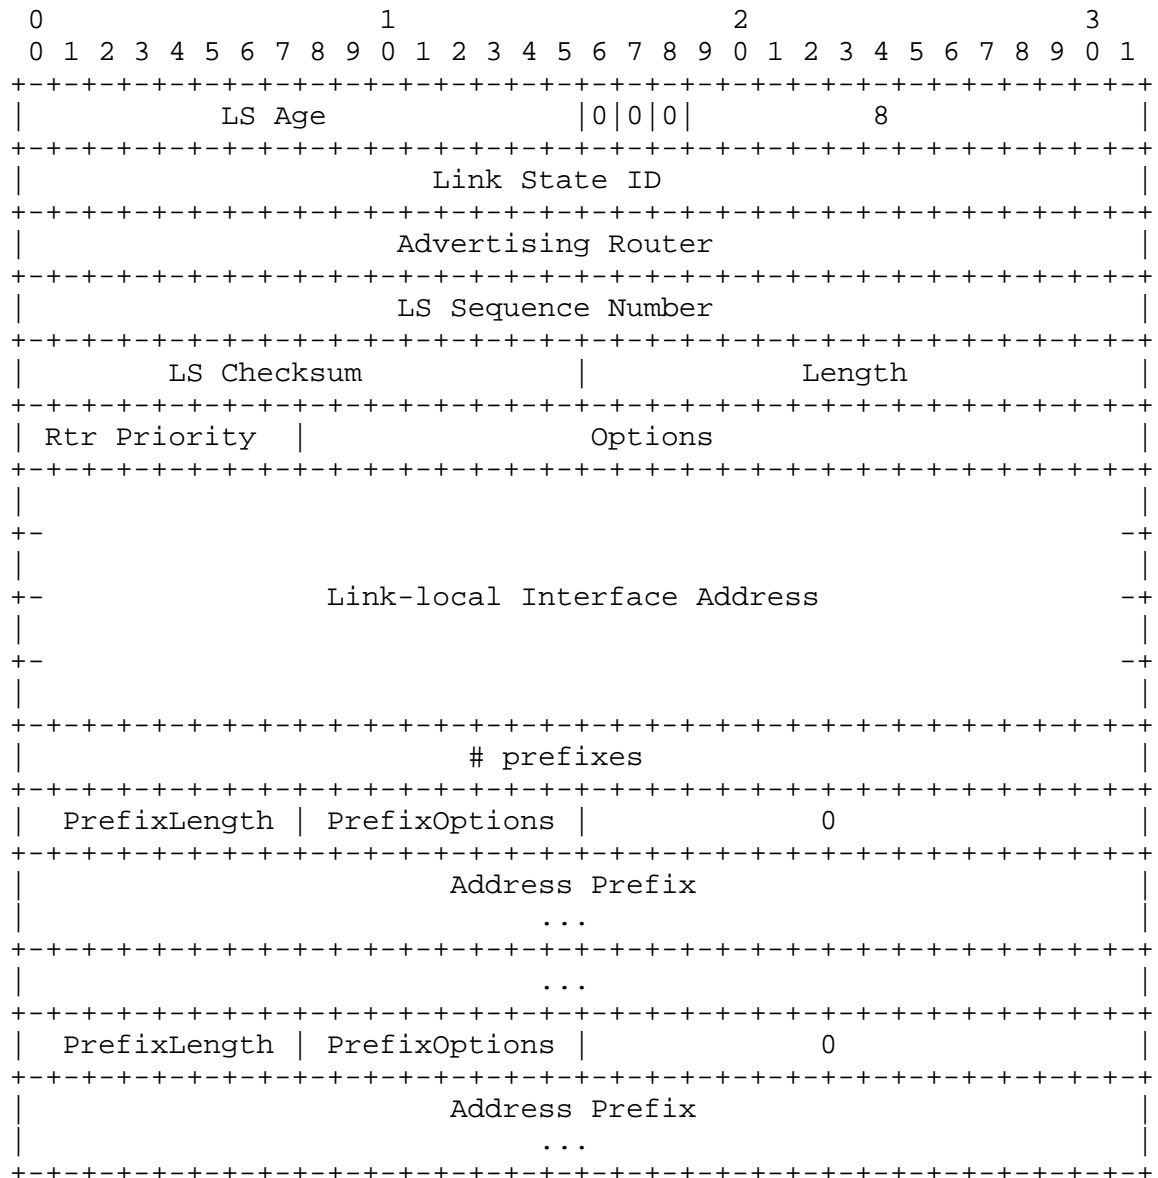 0                   1                   2                   3
 0 1 2 3 4 5 6 7 8 9 0 1 2 3 4 5 6 7 8 9 0 1 2 3 4 5 6 7 8 9 0 1
+-+-+-+-+-+-+-+-+-+-+-+-+-+-+-+-+-+-+-+-+-+-+-+-+-+-+-+-+-+-+-+-+
|           LS Age              |0|0|0|          8              |
+-+-+-+-+-+-+-+-+-+-+-+-+-+-+-+-+-+-+-+-+-+-+-+-+-+-+-+-+-+-+-+-+
|                       Link State ID                           |
+-+-+-+-+-+-+-+-+-+-+-+-+-+-+-+-+-+-+-+-+-+-+-+-+-+-+-+-+-+-+-+-+
|                     Advertising Router                        |
+-+-+-+-+-+-+-+-+-+-+-+-+-+-+-+-+-+-+-+-+-+-+-+-+-+-+-+-+-+-+-+-+
|                     LS Sequence Number                        |
+-+-+-+-+-+-+-+-+-+-+-+-+-+-+-+-+-+-+-+-+-+-+-+-+-+-+-+-+-+-+-+-+
|        LS Checksum            |            Length             |
+-+-+-+-+-+-+-+-+-+-+-+-+-+-+-+-+-+-+-+-+-+-+-+-+-+-+-+-+-+-+-+-+
| Rtr Priority  |                Options                        |
+-+-+-+-+-+-+-+-+-+-+-+-+-+-+-+-+-+-+-+-+-+-+-+-+-+-+-+-+-+-+-+-+
|                                                               |
+-                                                             -+
|                                                               |
+-                Link-local Interface Address                 -+
|                                                               |
+-                                                             -+
|                                                               |
+-+-+-+-+-+-+-+-+-+-+-+-+-+-+-+-+-+-+-+-+-+-+-+-+-+-+-+-+-+-+-+-+
|                         # prefixes                            |
+-+-+-+-+-+-+-+-+-+-+-+-+-+-+-+-+-+-+-+-+-+-+-+-+-+-+-+-+-+-+-+-+
|  PrefixLength | PrefixOptions |             0                 |
+-+-+-+-+-+-+-+-+-+-+-+-+-+-+-+-+-+-+-+-+-+-+-+-+-+-+-+-+-+-+-+-+
|                        Address Prefix                         |
|                             ...                               |
+-+-+-+-+-+-+-+-+-+-+-+-+-+-+-+-+-+-+-+-+-+-+-+-+-+-+-+-+-+-+-+-+
|                             ...                               |
+-+-+-+-+-+-+-+-+-+-+-+-+-+-+-+-+-+-+-+-+-+-+-+-+-+-+-+-+-+-+-+-+
|  PrefixLength | PrefixOptions |             0                 |
+-+-+-+-+-+-+-+-+-+-+-+-+-+-+-+-+-+-+-+-+-+-+-+-+-+-+-+-+-+-+-+-+
|                        Address Prefix                         |
|                             ...                               |
+-+-+-+-+-+-+-+-+-+-+-+-+-+-+-+-+-+-+-+-+-+-+-+-+-+-+-+-+-+-+-+-+